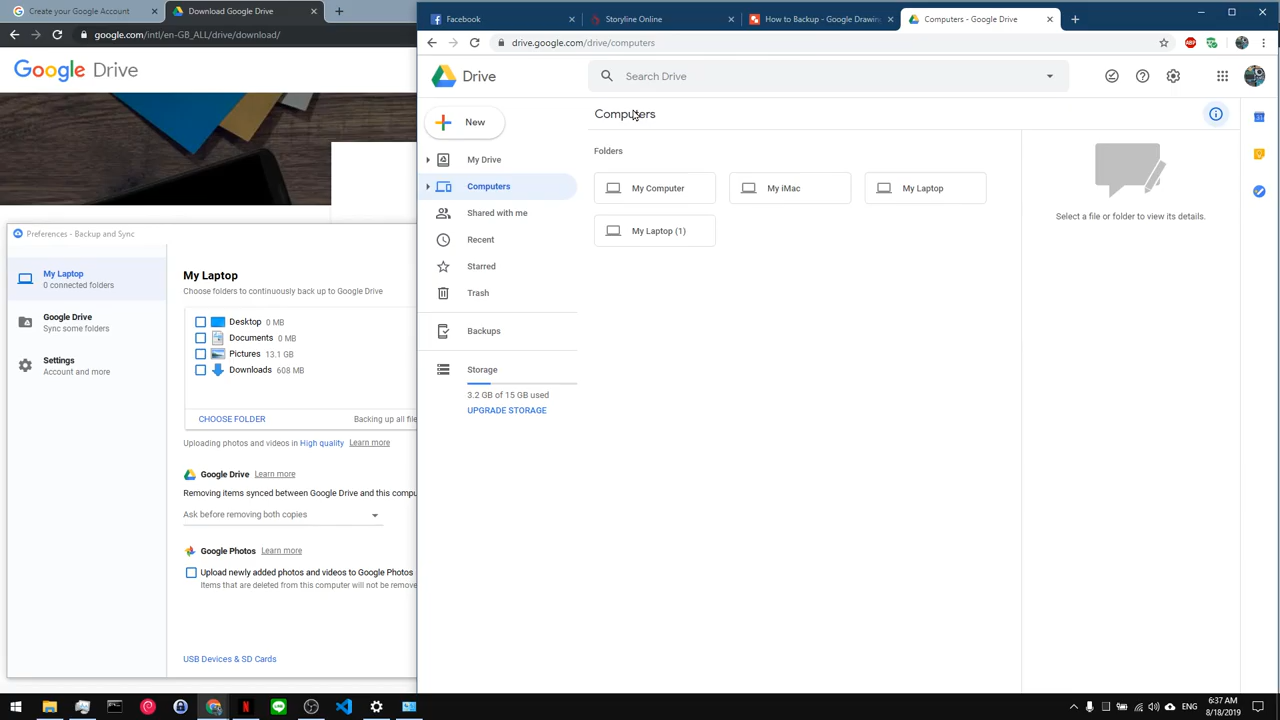 Create your Google Account
Download Google Drive
google.com/intl/en-GB_ALL/drive/download/
Google Drive
Preferences - Backup and Sync
My Laptop
0 connected folders
Google Drive
Sync some folders
Settings
Account and more
My Laptop
Choose folders to continuously back up to Google Drive
Desktop 0 MB
Documents 0 MB
Pictures 13.1 GB
Downloads 608 MB
CHOOSE FOLDER Backing up all file
Uploading photos and videos in High quality Learn more
Google Drive Learn more
Removing items synced between Google Drive and this compu
Ask before removing both copies
Google Photos Learn more
Upload newly added photos and videos to Google Photos
Items that are deleted from this computer will not be remove
USB Devices & SD Cards
Facebook
Storyline Online
How to Backup - Google Drawing
Computers - Google Drive
drive.google.com/drive/computers
ABP
Drive
Search Drive
New
My Drive
Computers
Shared with me
Recent
Starred
Trash
Backups
Storage
3.2 GB of 15 GB used
UPGRADE STORAGE
Computers
Folders
My Computer
My iMac
My Laptop
My Laptop (1)
Select a file or folder to view its details.
ENG
6:37 AM
8/18/2019